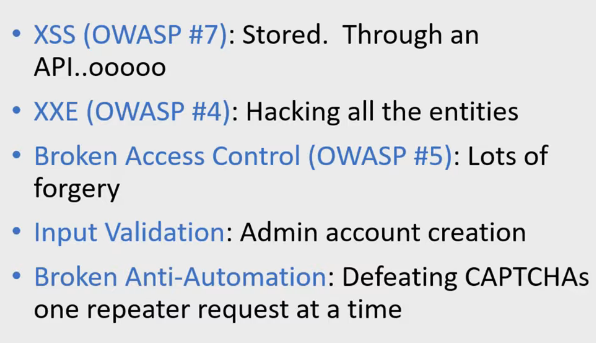 • XSS (OWASP #7): Stored.  Through an
API..ooooo
• XXE (OWASP #4): Hacking all the entities
• Broken Access Control (OWASP #5): Lots of
forgery
• Input Validation: Admin account creation
• Broken Anti-Automation: Defeating CAPTCHAs
one repeater request at a time